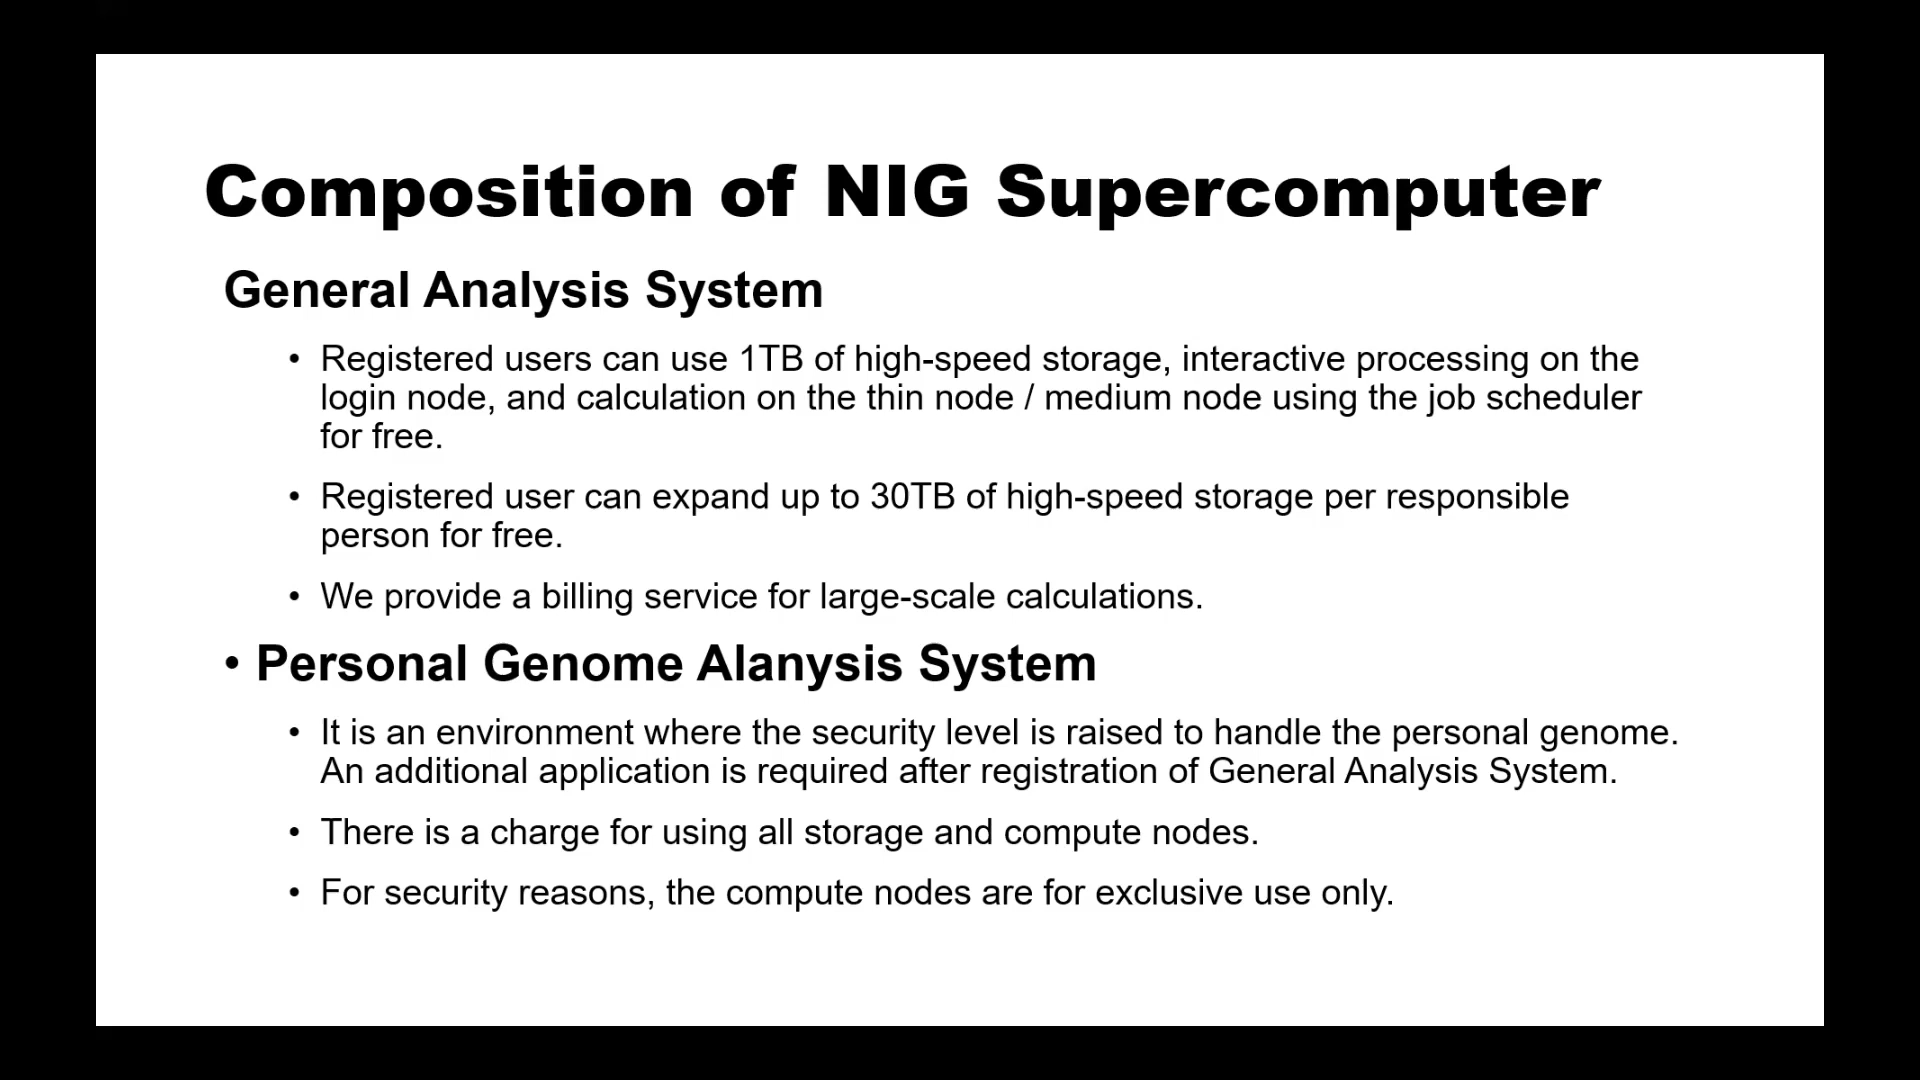 Composition of NIG Supercomputer
General Analysis System
• Registered users can use 1TB of high-speed storage, interactive processing on the
login node, and calculation on the thin node / medium node using the job scheduler
for free.
• Registered user can expand up to 30TB of high-speed storage per responsible
person for free.
• We provide a billing service for large-scale calculations.
• Personal Genome Alanysis System
• It is an environment where the security level is raised to handle the personal genome.
An additional application is required after registration of General Analysis System.
• There is a charge for using all storage and compute nodes.
• For security reasons, the compute nodes are for exclusive use only.